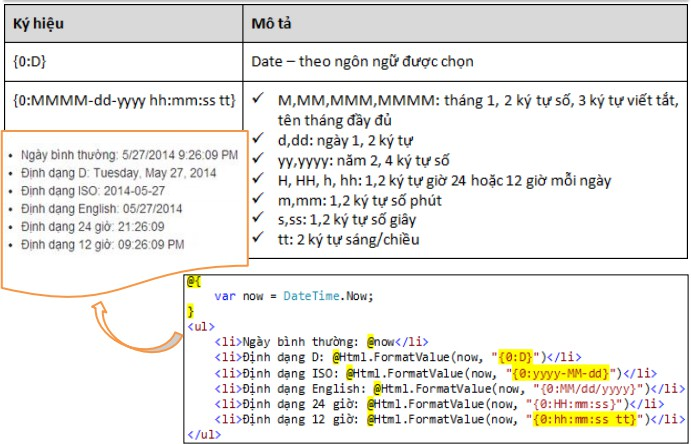 Ký hiệu
Mô tả
{0:D}
Date – theo ngôn ngữ được chọn
{0:MMMM-dd-yyyy hh:mm:ss tt}
✓ M,MM,MMM,MMMM: tháng 1, 2 ký tự số, 3 ký tự viết tắt,
tên tháng đầy đủ
✓ d,dd: ngày 1, 2 ký tự
✓ yy,yyyy: năm 2, 4 ký tự số
✓ H, HH, h, hh: 1,2 ký tự giờ 24 hoặc 12 giờ mỗi ngày
✓ m,mm: 1,2 ký tự số phút
✓ s,ss: 1,2 ký tự số giây
✓ tt: 2 ký tự sáng/chiều
• Ngày bình thường: 5/27/2014 9:26:09 PM
• Định dạng D: Tuesday, May 27, 2014
• Định dạng ISO: 2014-05-27
• Định dạng English: 05/27/2014
• Định dạng 24 giờ: 21:26:09
• Định dạng 12 giờ: 09:26:09 PM
@{
var now = DateTime.Now;
}
<ul>
<li>Ngày bình thường: @now</li>
<li>Định dạng D: @Html.FormatValue(now, "{0:D}")</li>
<li>Định dạng ISO: @Html.FormatValue(now, "{0:yyyy-MM-dd}")</li>
<li>Định dạng English: @Html.FormatValue(now, "{0:MM/dd/yyyy}")</li>
<li>Định dạng 24 giờ: @Html.FormatValue(now, "{0:HH:mm:ss}")</li>
<li>Định dạng 12 giờ: @Html.FormatValue(now, "{0:hh:mm:ss tt}")</li>
</ul>